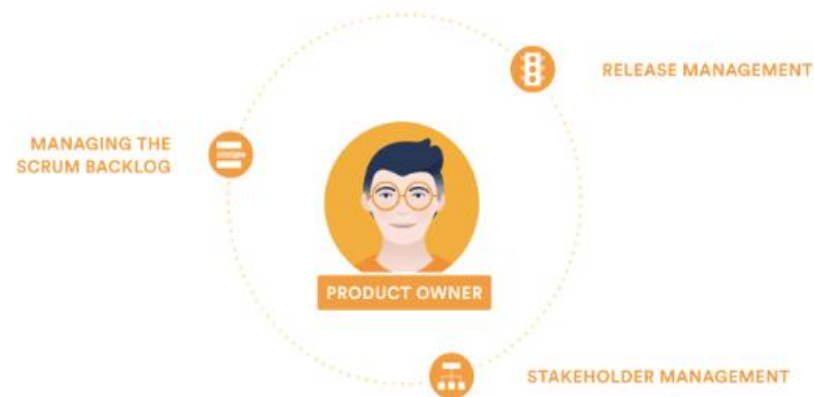 RELEASE MANAGEMENT
MANAGING THE
SCRUM BACKLOG
PRODUCT OWNER
STAKEHOLDER MANAGEMENT